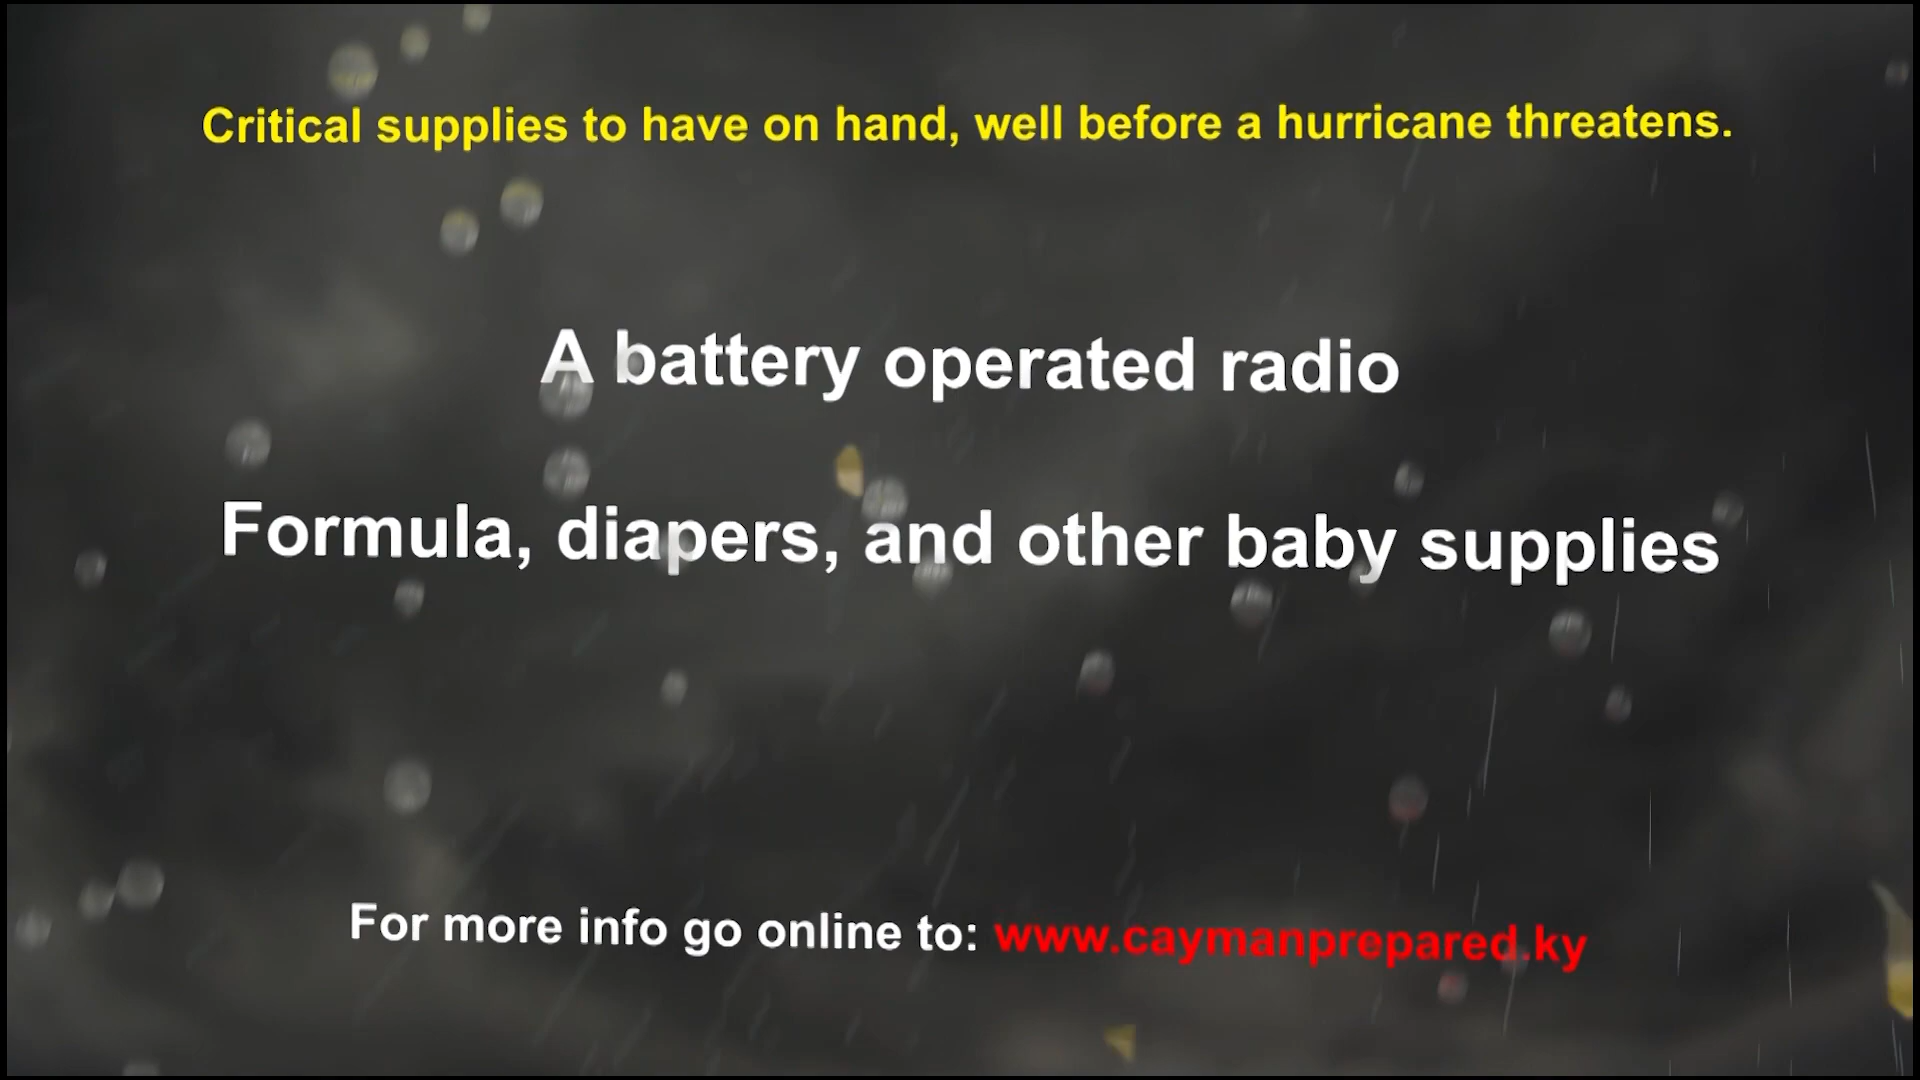 Critical supplies to have on hand, well before a hurricane threatens.
A battery operated radio
Formula, diapers, and other baby supplies
For more info go online to: www.caymanprepared.ky